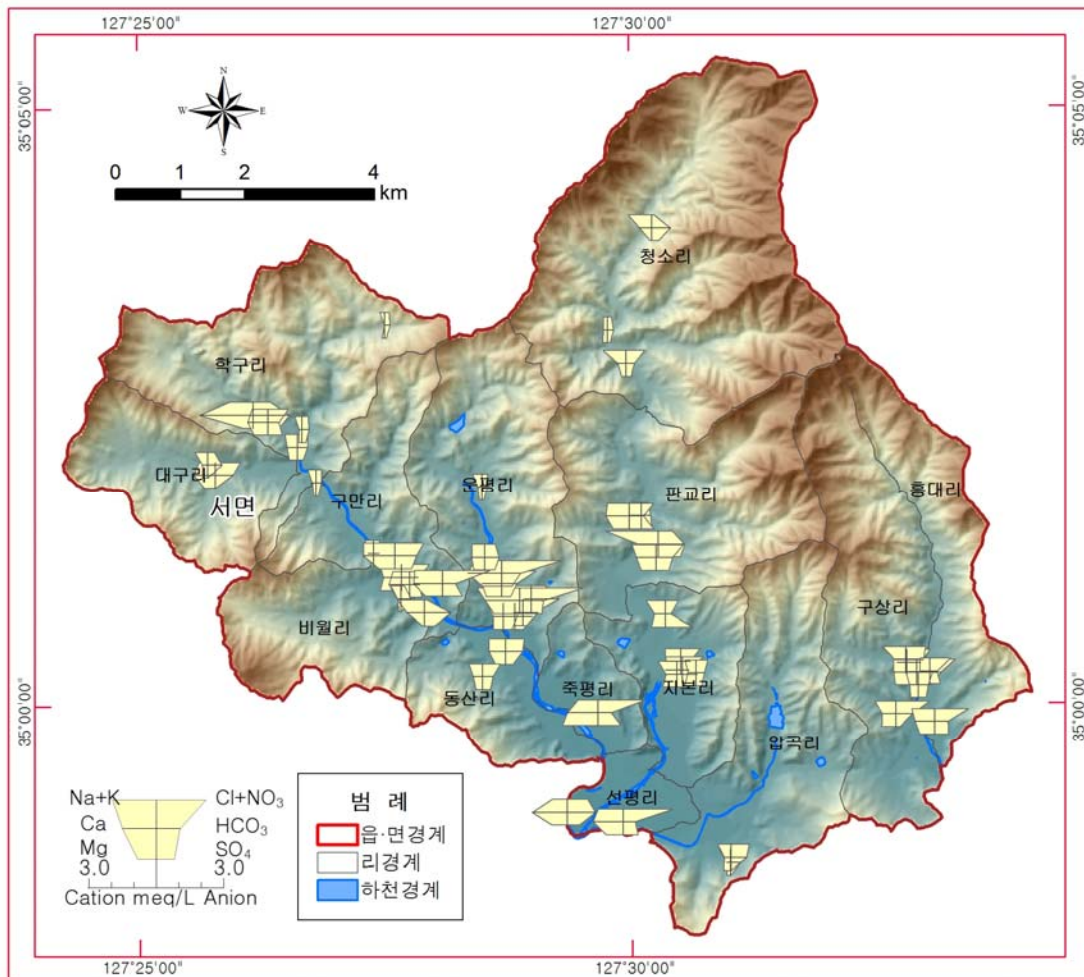 127°25'00" 127°30'00"
35°05'00" 35°05'00"
N
W E
S
0 1 2 4
km
청소리
학구리
대구리
서면
구만리
운평리
판교리
홍대리
비월리
구상리
동산리
죽평리
지본리
압곡리
선평리
35°00'00" 35°00'00"
Na+K Cl+NO3
Ca HCO3
Mg SO4
3.0 3.0
Cation meq/L Anion
범 례
읍·면경계
리경계
하천경계
127°25'00" 127°30'00"